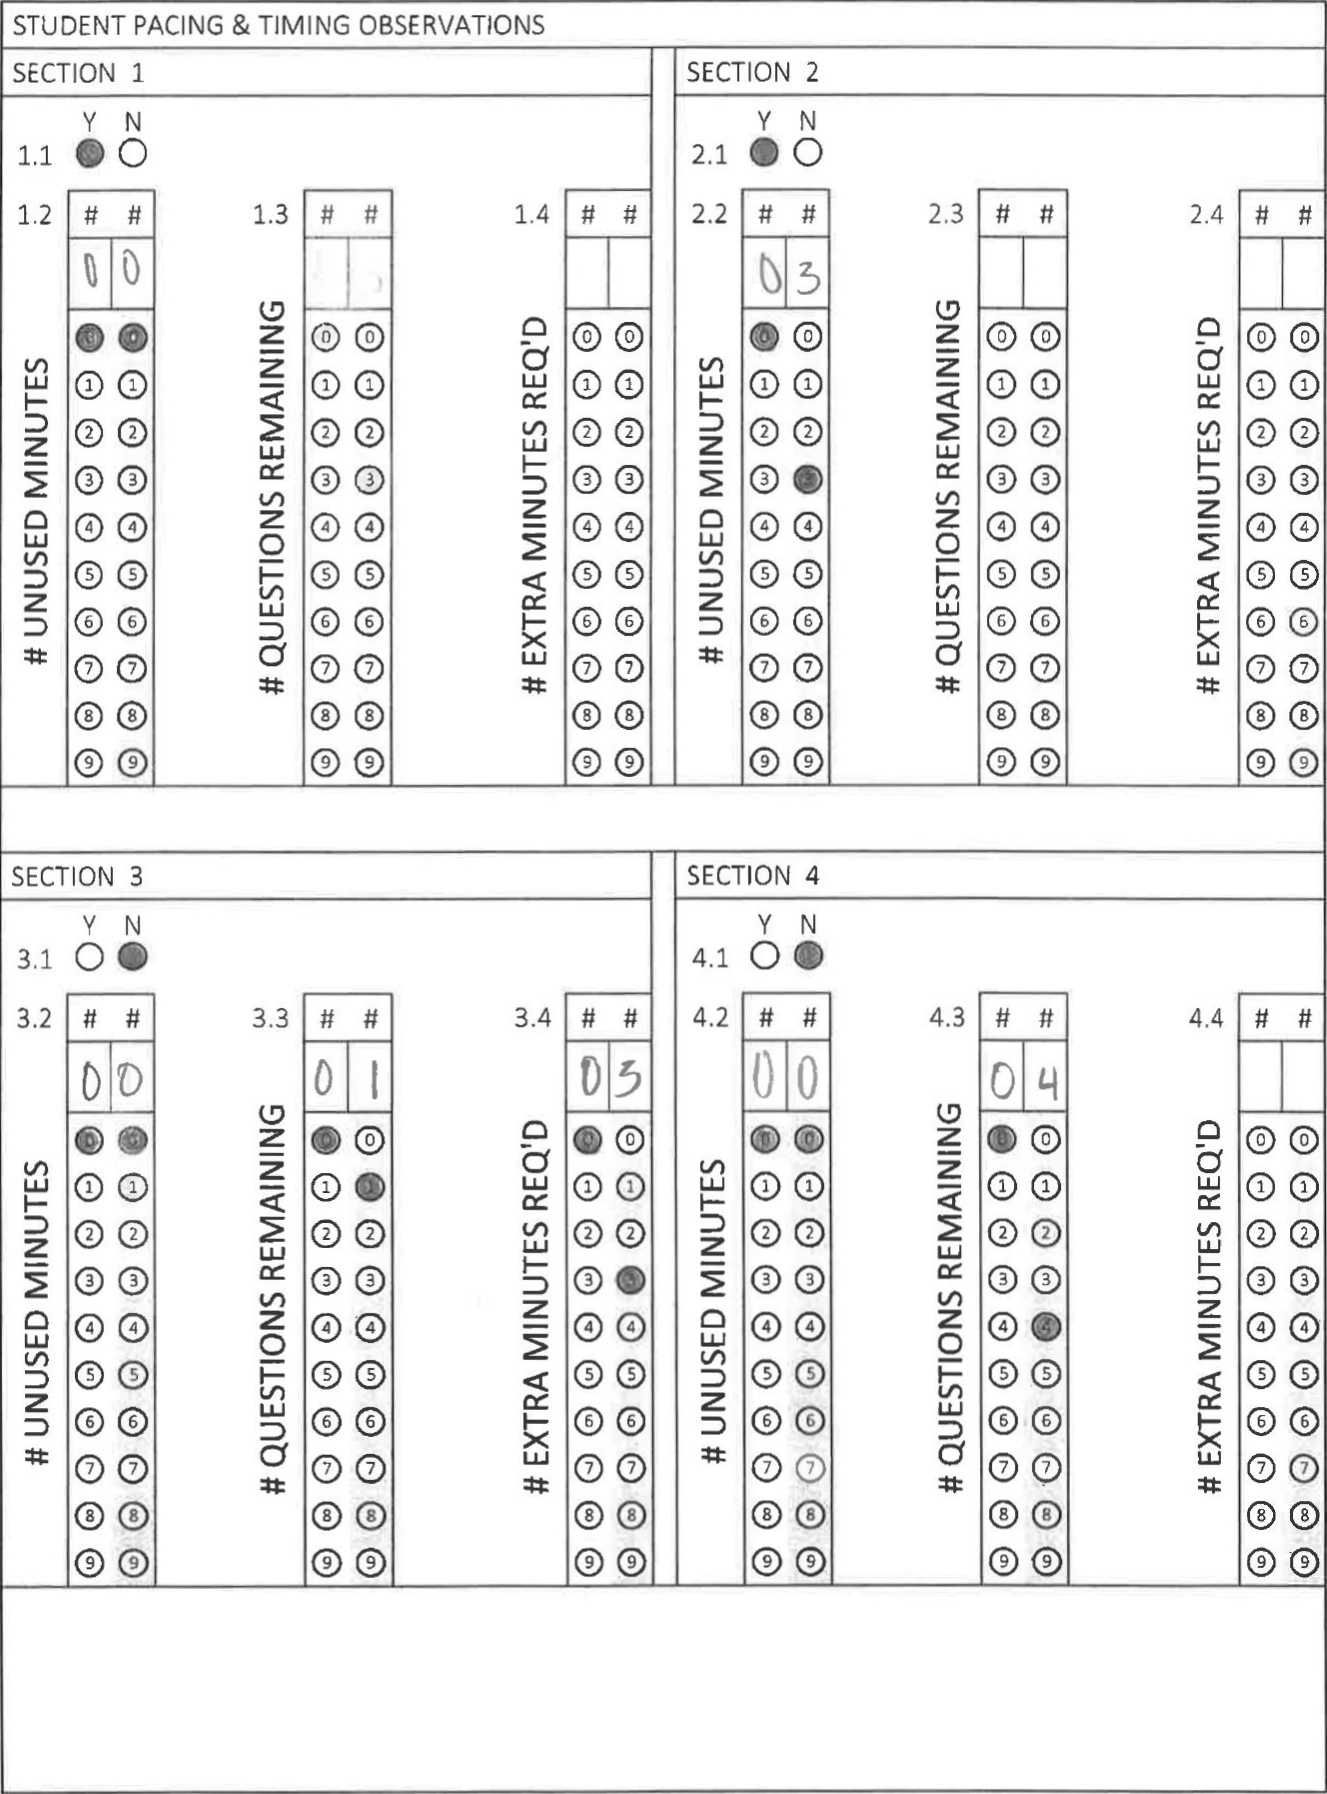 STUDENT PACING & TIMING OBSERVATIONS
SECTION 1
Y N
1.1
1.2 # # 1.3 # # 1.4 # #
0 0
# UNUSED MINUTES
# QUESTIONS REMAINING
# EXTRA MINUTES REQ'D
0 0 0 0 0 0
1 1 1 1 1 1
2 2 2 2 2 2
3 3 3 3 3 3
4 4 4 4 4 4
5 5 5 5 5 5
6 6 6 6 6 6
7 7 7 7 7 7
8 8 8 8 8 8
9 9 9 9 9 9
SECTION 2
Y N
2.1
2.2 # # 2.3 # # 2.4 # #
0 3
# UNUSED MINUTES
# QUESTIONS REMAINING
# EXTRA MINUTES REQ'D
0 0 0 0 0 0
1 1 1 1 1 1
2 2 2 2 2 2
3 3 3 3 3 3
4 4 4 4 4 4
5 5 5 5 5 5
6 6 6 6 6 6
7 7 7 7 7 7
8 8 8 8 8 8
9 9 9 9 9 9
SECTION 3
Y N
3.1
3.2 # # 3.3 # # 3.4 # #
0 0 0 1 0 3
# UNUSED MINUTES
# QUESTIONS REMAINING
# EXTRA MINUTES REQ'D
0 0 0 0 0 0
1 1 1 1 1 1
2 2 2 2 2 2
3 3 3 3 3 3
4 4 4 4 4 4
5 5 5 5 5 5
6 6 6 6 6 6
7 7 7 7 7 7
8 8 8 8 8 8
9 9 9 9 9 9
SECTION 4
Y N
4.1
4.2 # # 4.3 # # 4.4 # #
0 0 0 4
# UNUSED MINUTES
# QUESTIONS REMAINING
# EXTRA MINUTES REQ'D
0 0 0 0 0 0
1 1 1 1 1 1
2 2 2 2 2 2
3 3 3 3 3 3
4 4 4 4 4 4
5 5 5 5 5 5
6 6 6 6 6 6
7 7 7 7 7 7
8 8 8 8 8 8
9 9 9 9 9 9